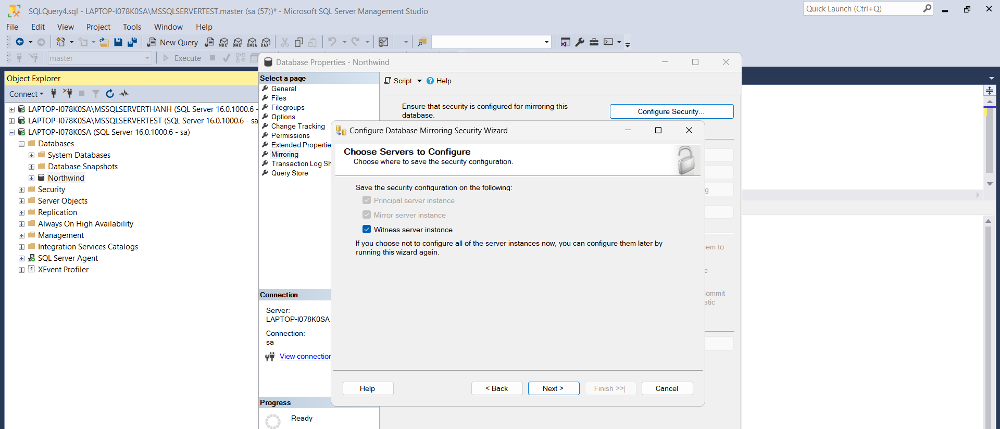 SQLQuery4.sql - LAPTOP-I078K0SA\MSSQLSERVERTEST.master (sa (57))* - Microsoft SQL Server Management Studio
Quick Launch (Ctrl+Q)
File Edit View Project Tools Window Help
New Query
MDX DMX XMLA DAX
master
Execute
Database Properties - Northwind
Object Explorer
Connect
LAPTOP-I078K0SA\MSSQLSERVERTHANH (SQL Server 16.0.1000.6 -
LAPTOP-I078K0SA\MSSQLSERVERTEST (SQL Server 16.0.1000.6 - sa
LAPTOP-I078K0SA (SQL Server 16.0.1000.6 - sa)
Databases
System Databases
Database Snapshots
Northwind
Security
Server Objects
Replication
Always On High Availability
Management
Integration Services Catalogs
SQL Server Agent
XEvent Profiler
Select a page
General
Files
Filegroups
Options
Change Tracking
Permissions
Extended Propertie
Mirroring
Transaction Log Sh
Query Store
Connection
Server:
LAPTOP-I078K0SA
Connection:
sa
View connection
Progress
Ready
Script Help
Ensure that security is configured for mirroring this
database.
Configure Security...
Configure Database Mirroring Security Wizard
Choose Servers to Configure
Choose where to save the security configuration.
Save the security configuration on the following:
Principal server instance
Mirror server instance
Witness server instance
If you choose not to configure all of the server instances now, you can configure them later by
running this wizard again.
Help
< Back
Next >
Finish >>|
Cancel
g
em to
e
ommit
atic